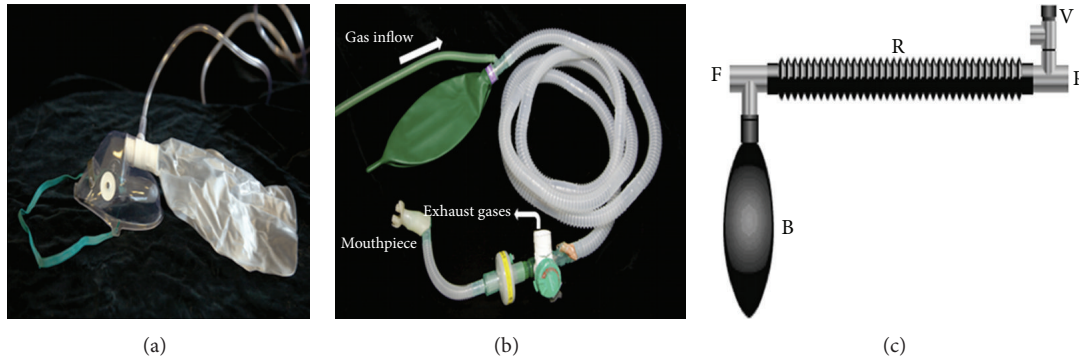 Gas inflow
Exhaust gases
Mouthpiece
V
R
F
B
(a)
(b)
(c)